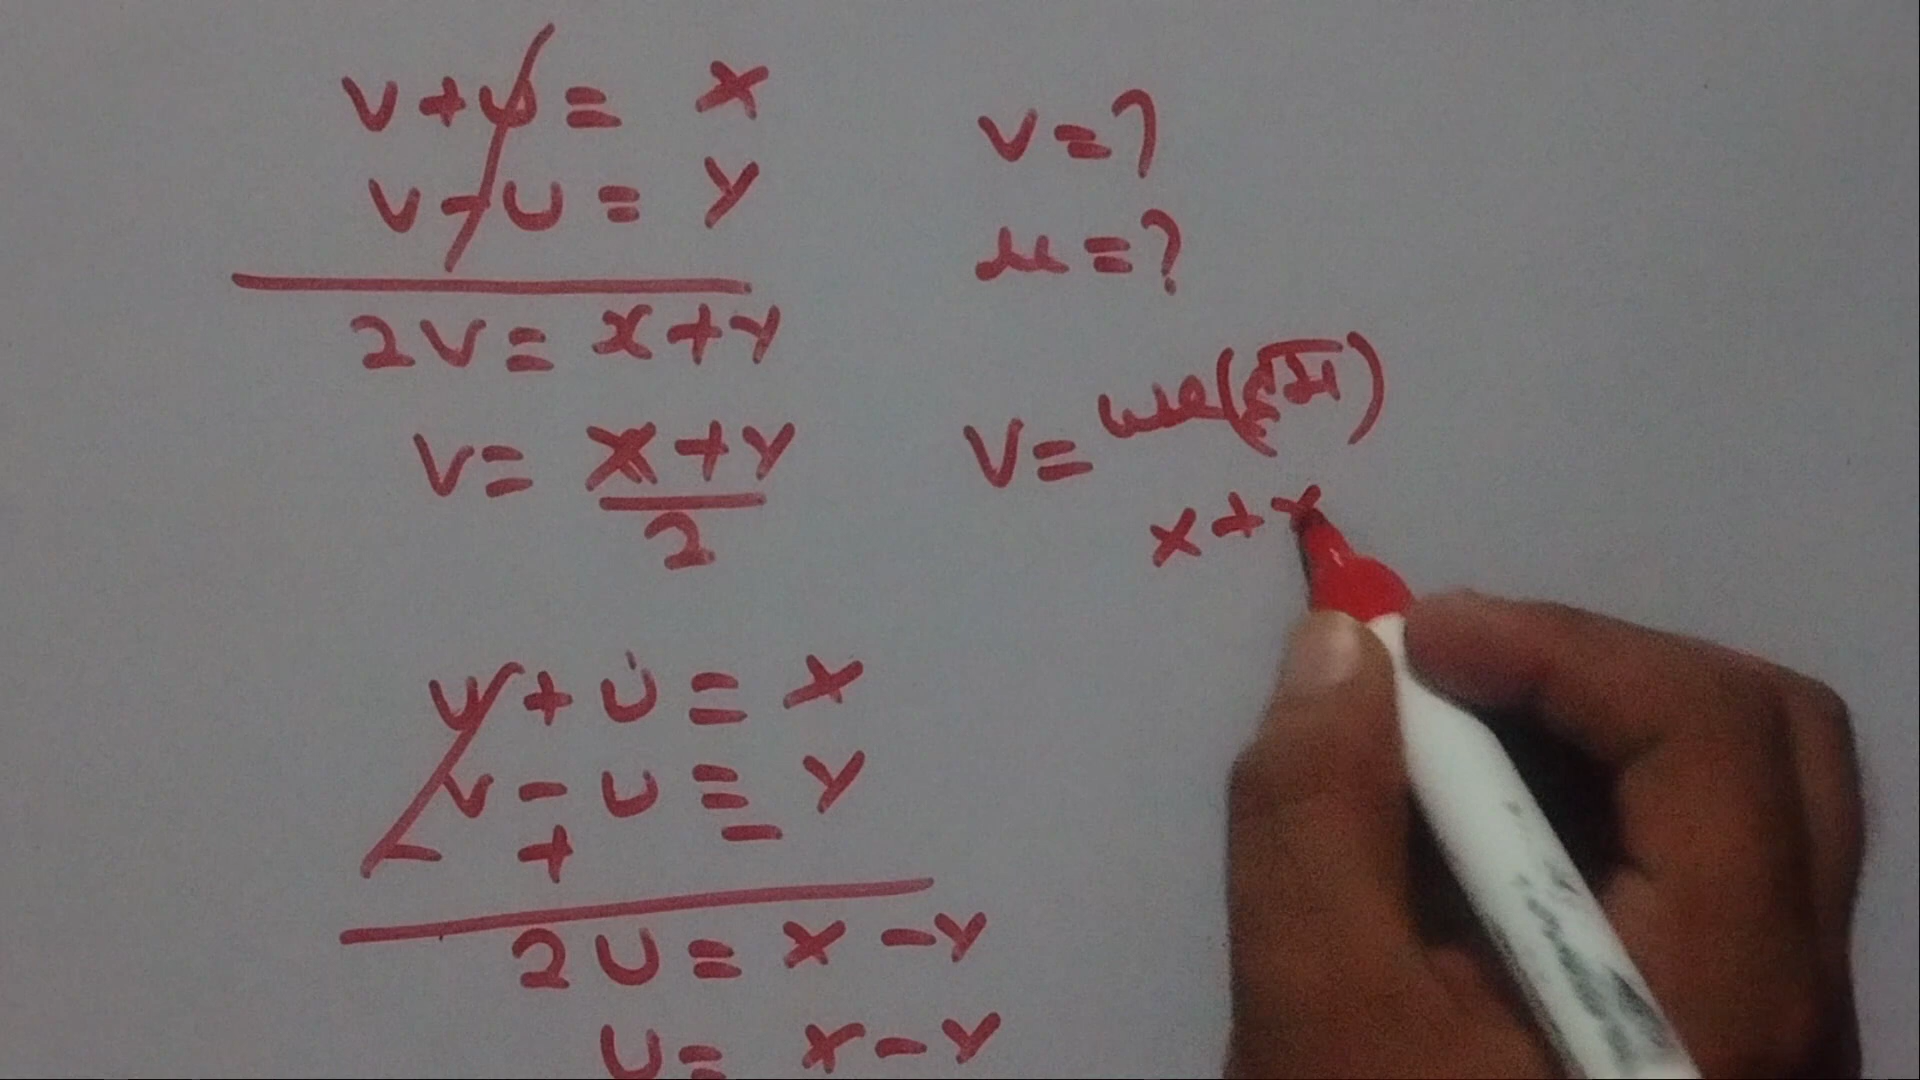 v+u = x
v-u = y
2v = x+y
v = x+y
2
v+u = x
v-u = y
- + -
2u = x-y
u = x-y
v=?
u=?
v=
x+y